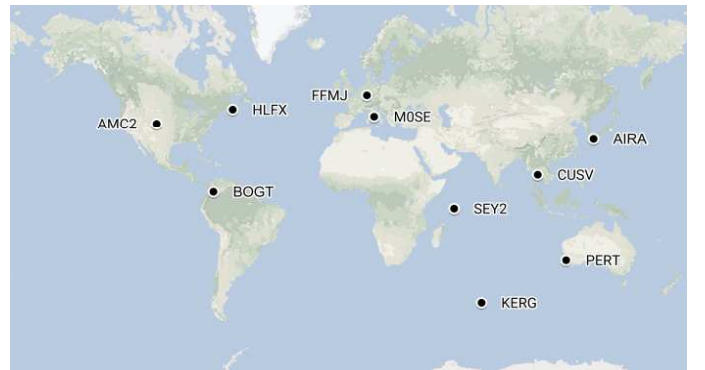 FFMJ
HLFX
M0SE
AMC2
AIRA
CUSV
BOGT
SEY2
PERT
KERG